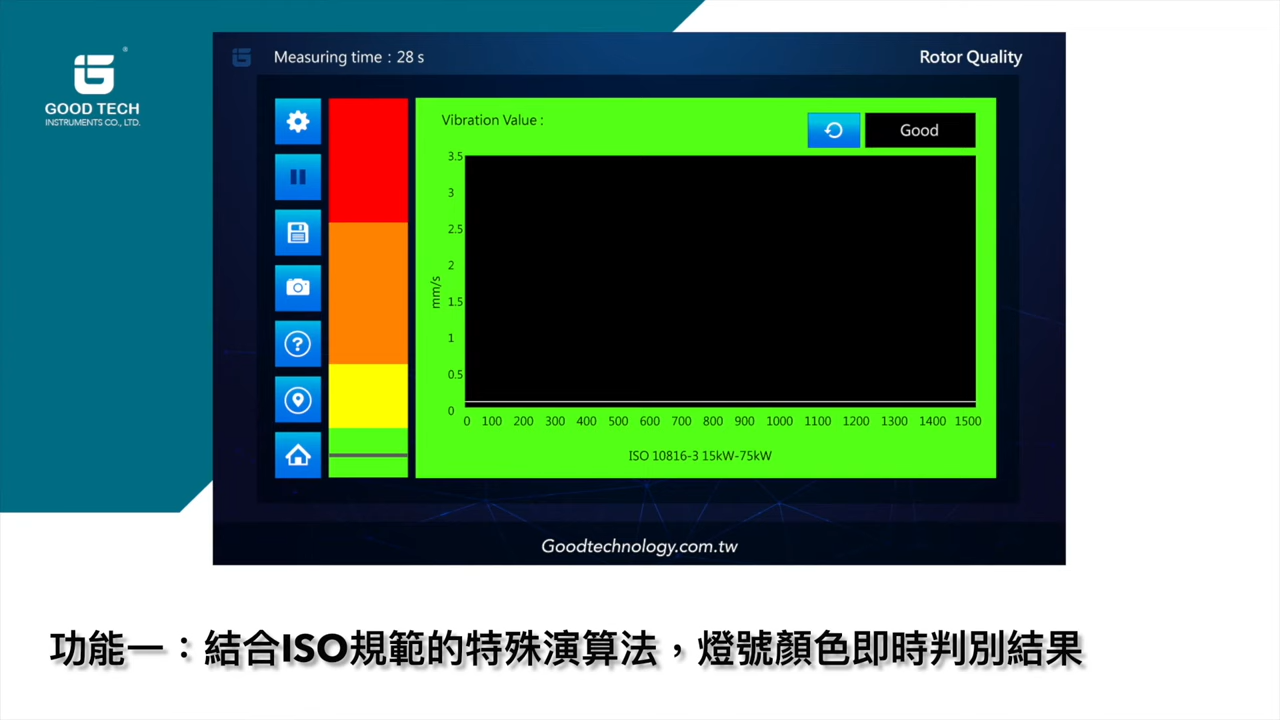 GOOD TECH
INSTRUMENTS CO., LTD.
Measuring time：28 s
Rotor Quality
Vibration Value :
Good
3.5
3
2.5
2
1.5
1
0.5
0
mm/s
0 100 200 300 400 500 600 700 800 900 1000 1100 1200 1300 1400 1500
ISO 10816-3 15kW-75kW
Goodtechnology.com.tw
功能一：結合ISO規範的特殊演算法，燈號顏色即時判別結果